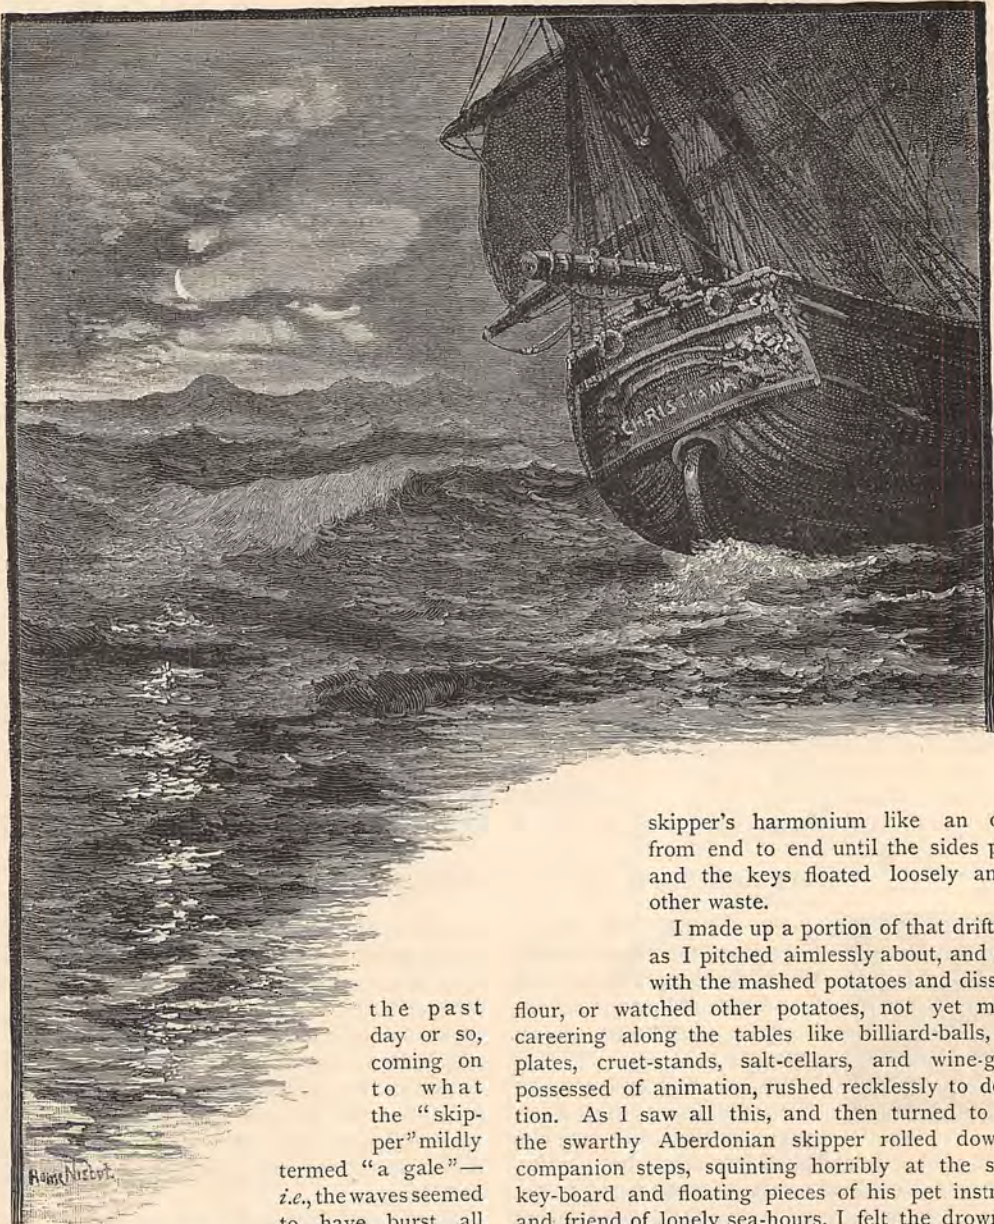 CHRISTIANA
Hume Nisbet
the past
day or so,
coming on
to what
the "skip-
per" mildly
termed "a gale"—
i.e., the waves seemed
to have burst all
skipper's harmonium like an
from end to end until the sides p
and the keys floated loosely an
other waste.
I made up a portion of that drift
as I pitched aimlessly about, and
with the mashed potatoes and diss
flour, or watched other potatoes, not yet m
careering along the tables like billiard-balls,
plates, cruet-stands, salt-cellars, and wine-g
possessed of animation, rushed recklessly to de
tion. As I saw all this, and then turned to
the swarthy Aberdonian skipper rolled dow
companion steps, squinting horribly at the s
key-board and floating pieces of his pet instr
and friend of lonely sea-hours, I felt the drown